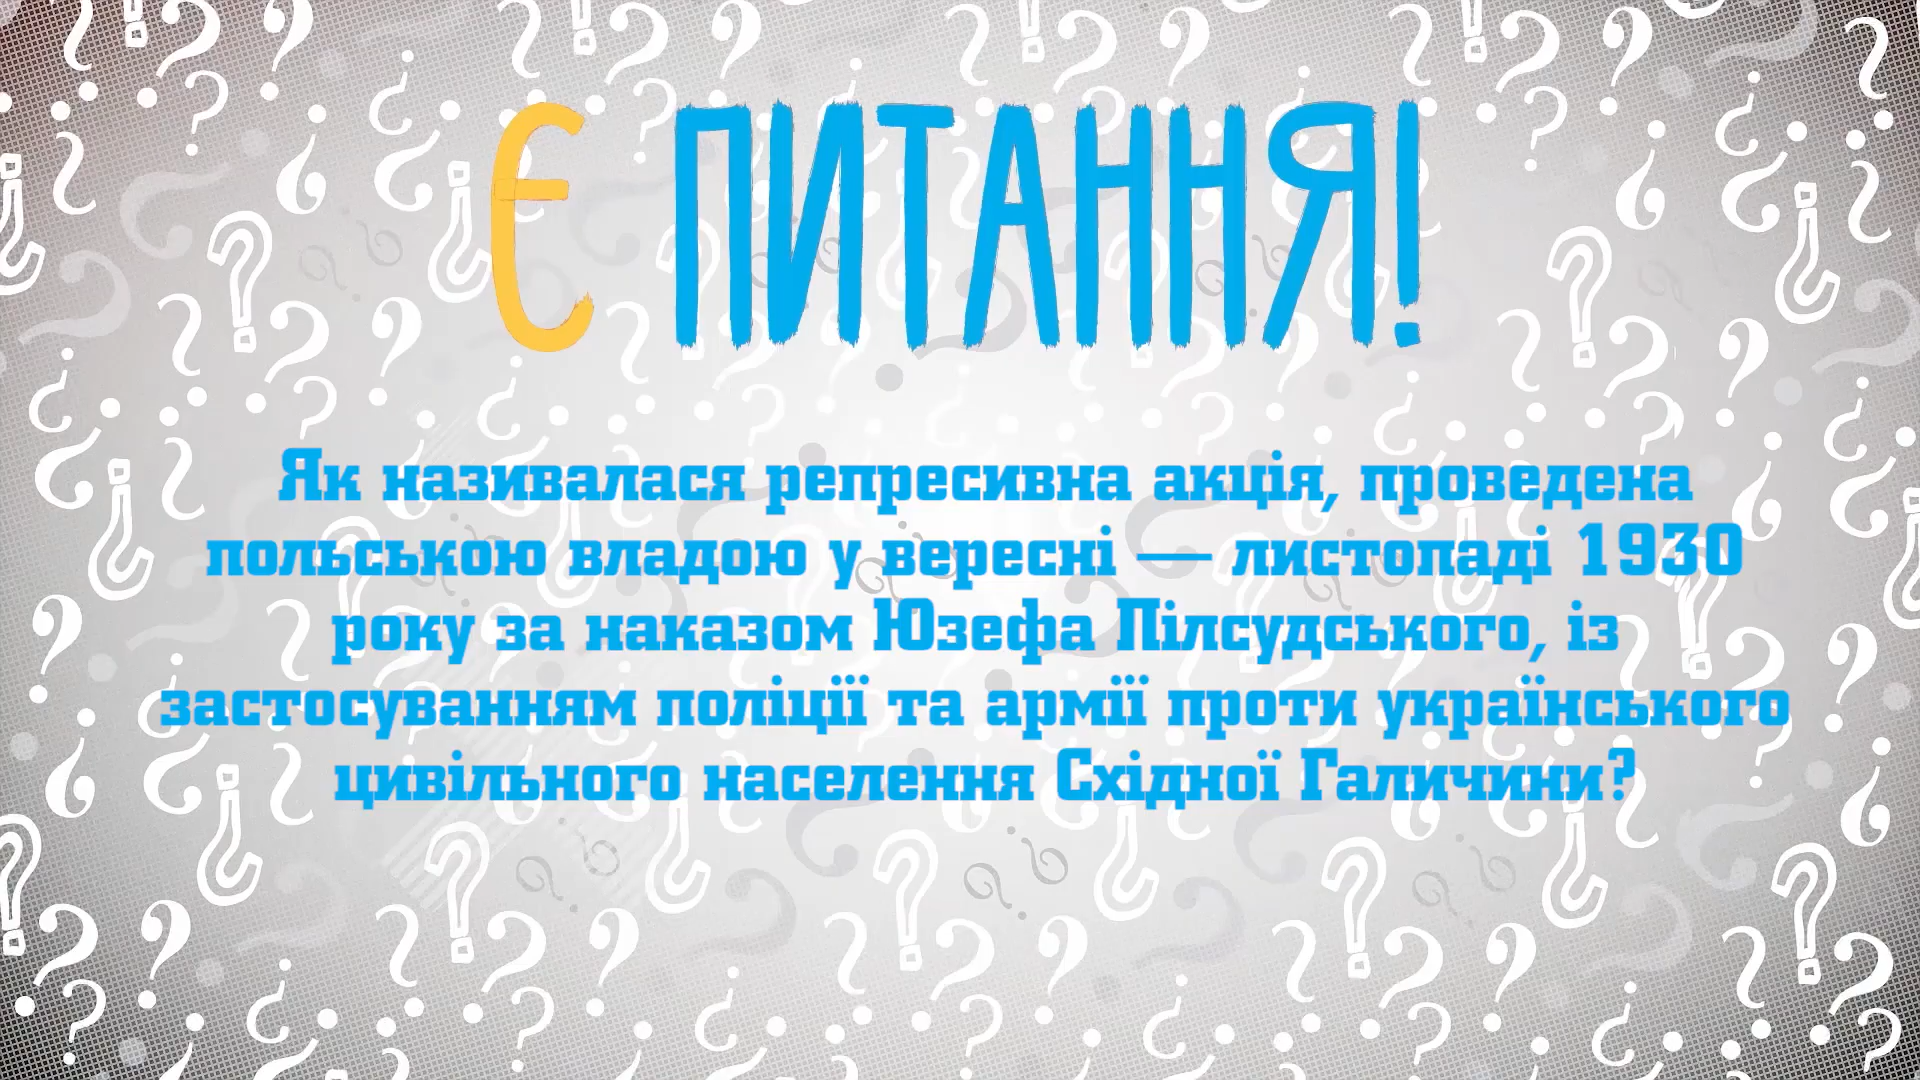 Є ПИТАННЯ!
Як називалася репресивна акція, проведена
польською владою у вересні — листопаді 1930
року за наказом Юзефа Пілсудського, із
застосуванням поліції та армії проти українського
цивільного населення Східної Галичини?